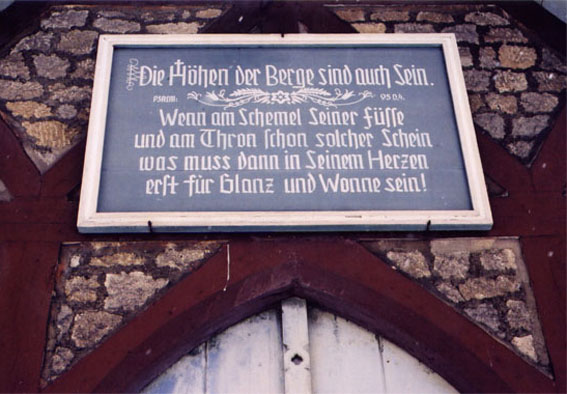 Die Höhen der Berge sind auch Sein.
PSALM 95 V.4.
Wenn am Schemel Seiner Füsse
und am Thron schon solcher Schein
was muss dann in Seinem Herzen
erst für Glanz und Wonne sein!